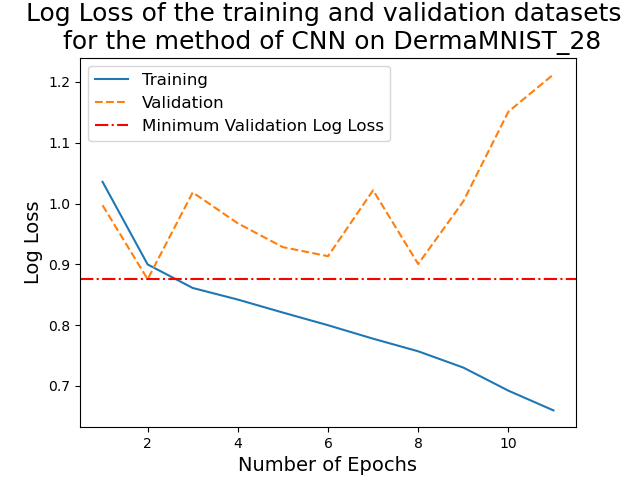 Log Loss of the training and validation datasets
for the method of CNN on DermaMNIST_28
Training
Validation
Minimum Validation Log Loss
Log Loss
1.2
1.1
1.0
0.9
0.8
0.7
2 4 6 8 10
Number of Epochs